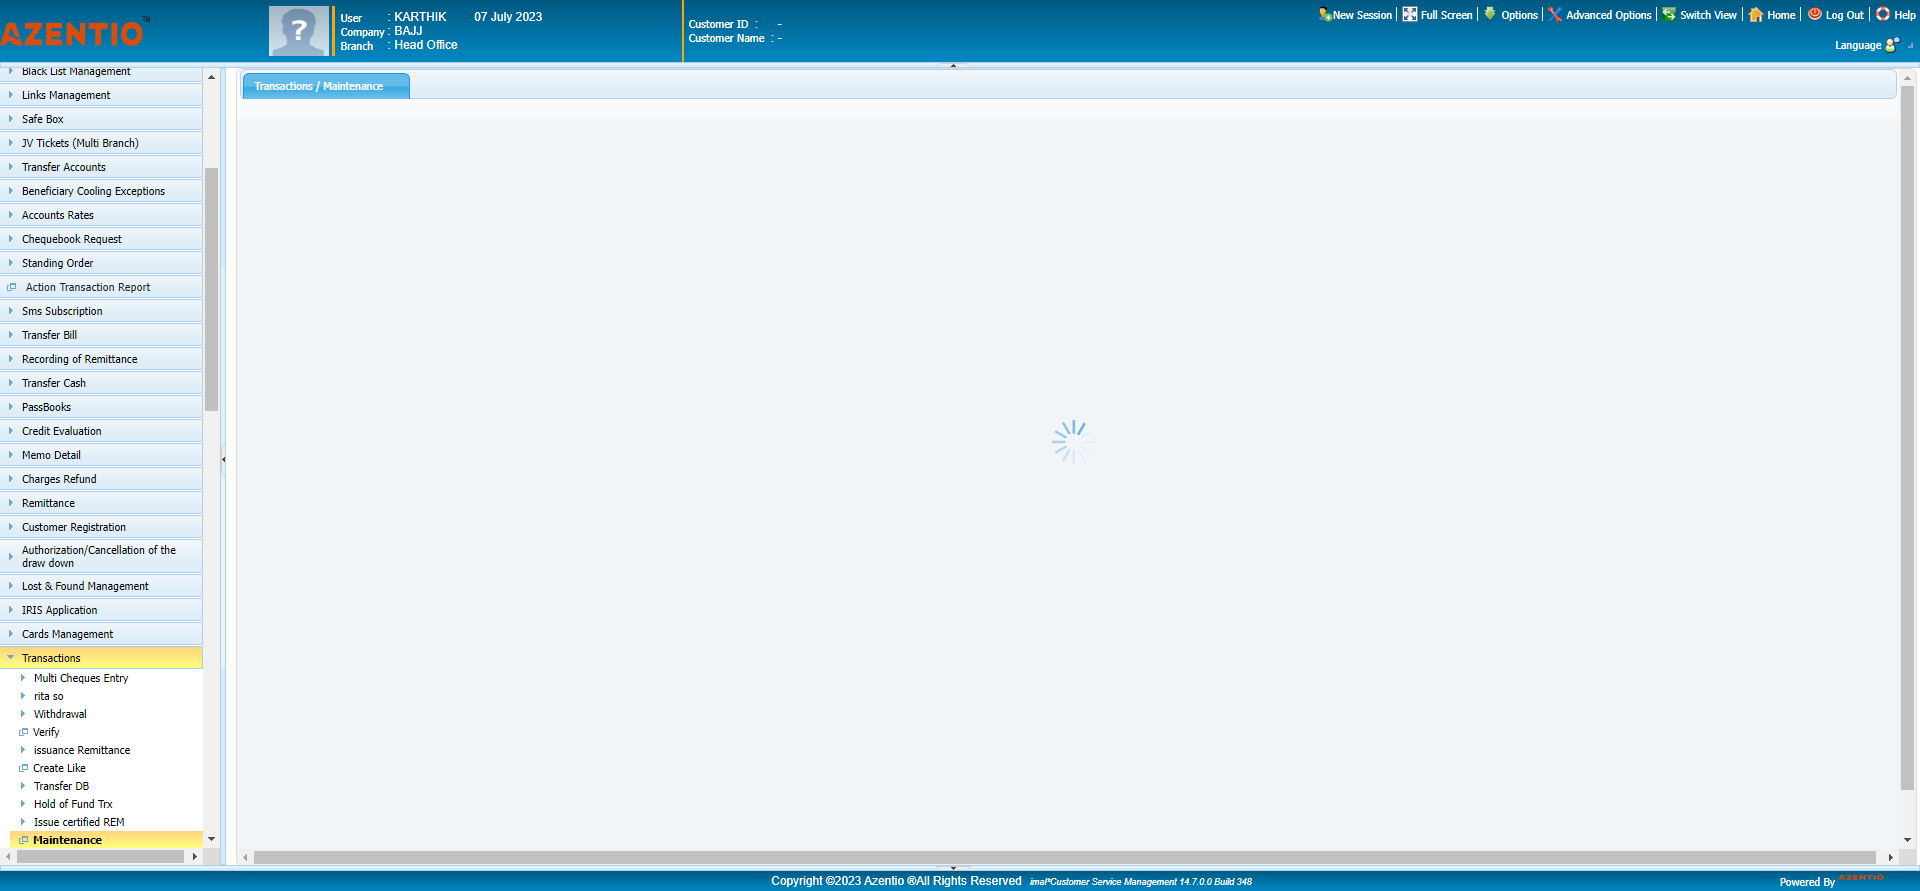 AZENTIO™
User : KARTHIK 07 July 2023
Company : BAJJ
Branch : Head Office
Customer ID : -
Customer Name : -
New Session Full Screen Options Advanced Options Switch View Home Log Out Help
Language
Black List Management
Links Management
Safe Box
JV Tickets (Multi Branch)
Transfer Accounts
Beneficiary Cooling Exceptions
Accounts Rates
Chequebook Request
Standing Order
Action Transaction Report
Sms Subscription
Transfer Bill
Recording of Remittance
Transfer Cash
PassBooks
Credit Evaluation
Memo Detail
Charges Refund
Remittance
Customer Registration
Authorization/Cancellation of the
draw down
Lost & Found Management
IRIS Application
Cards Management
Transactions
Multi Cheques Entry
rita so
Withdrawal
Verify
issuance Remittance
Create Like
Transfer DB
Hold of Fund Trx
Issue certified REM
Maintenance
Transactions / Maintenance
Copyright ©2023 Azentio ®All Rights Reserved imal*Customer Service Management 14.7.0.0 Build 348
Powered By AZENTIO